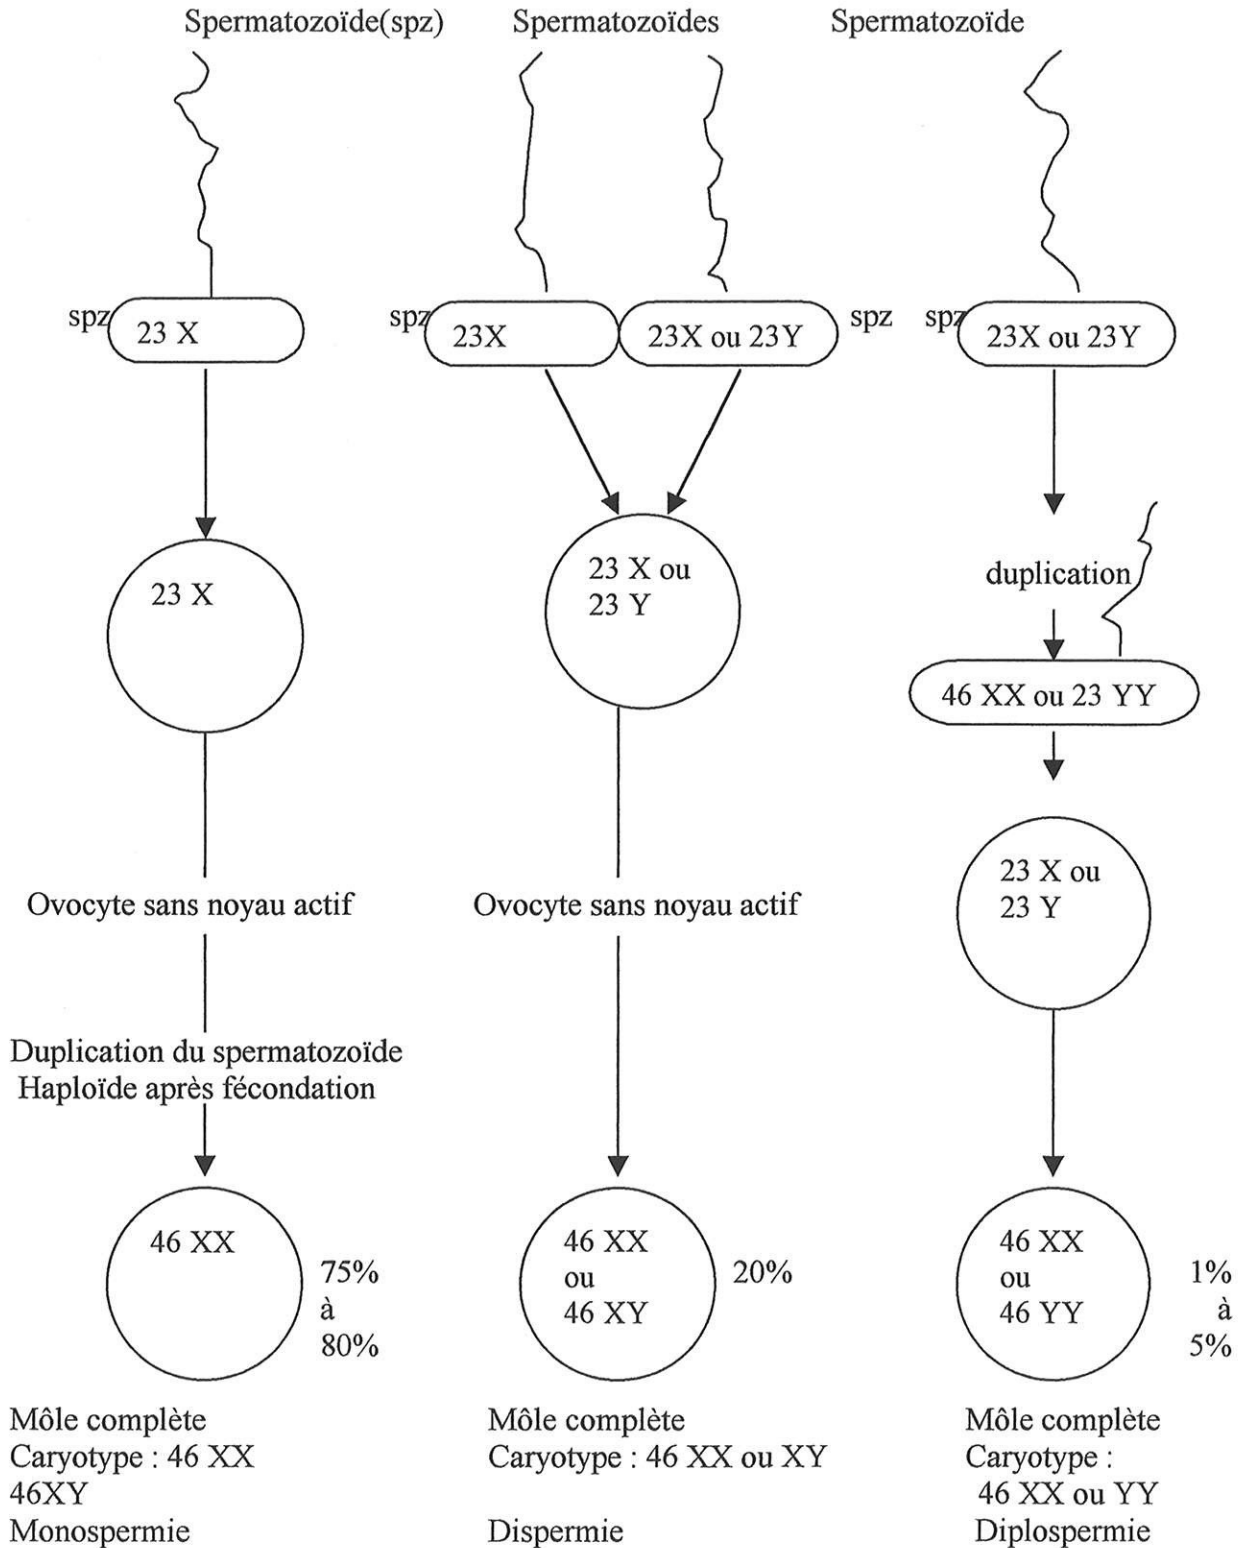 Spermatozoïde(spz)
Spermatozoïdes
Spermatozoïde
spz
23 X
spz
23X
23X ou 23Y
spz
spz
23X ou 23Y
23 X
23 X ou
23 Y
duplication
46 XX ou 23 YY
23 X ou
23 Y
Ovocyte sans noyau actif
Ovocyte sans noyau actif
Duplication du spermatozoïde
Haploïde après fécondation
46 XX
75%
à
80%
46 XX
ou
46 XY
20%
46 XX
ou
46 YY
1%
à
5%
Môle complète
Caryotype : 46 XX
46XY
Monospermie
Môle complète
Caryotype : 46 XX ou XY
Dispermie
Môle complète
Caryotype :
46 XX ou YY
Diplospermie